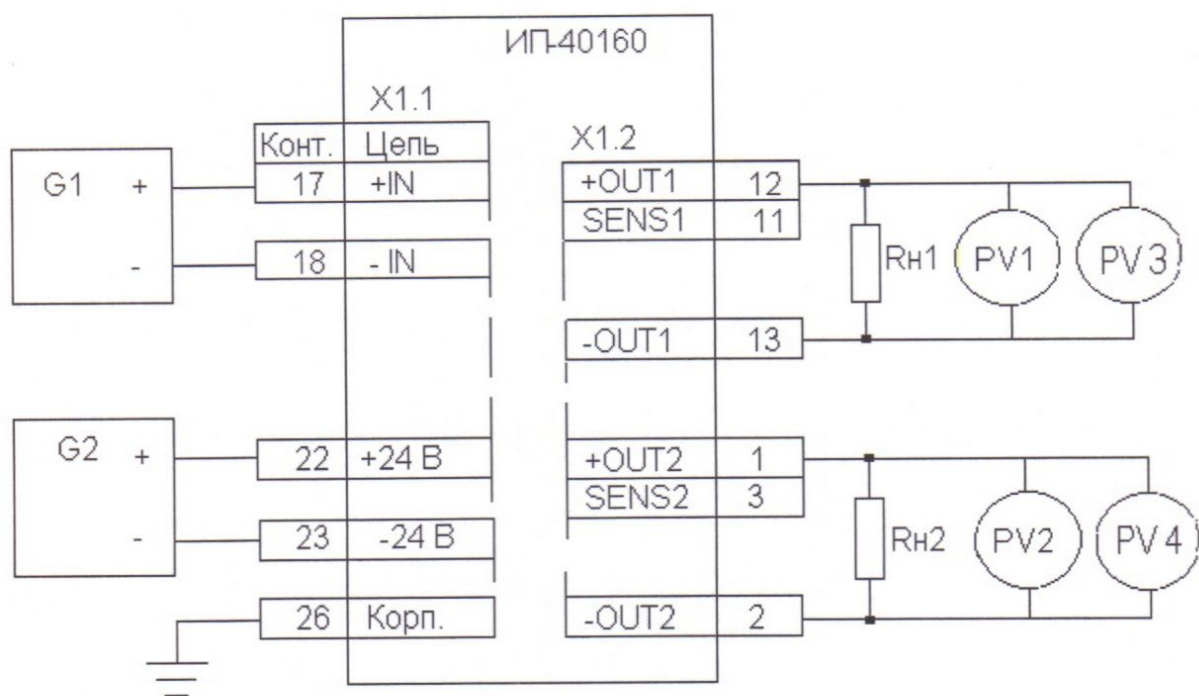 ИП-40160
X1.1
Конт. Цепь
X1.2
G1 + 17 +IN
+OUT1 12
SENS1 11
- 18 - IN
Rн1 PV1 PV3
-OUT1 13
G2 + 22 +24 В
+OUT2 1
SENS2 3
- 23 -24 В
Rн2 PV2 PV4
26 Корп.
-OUT2 2